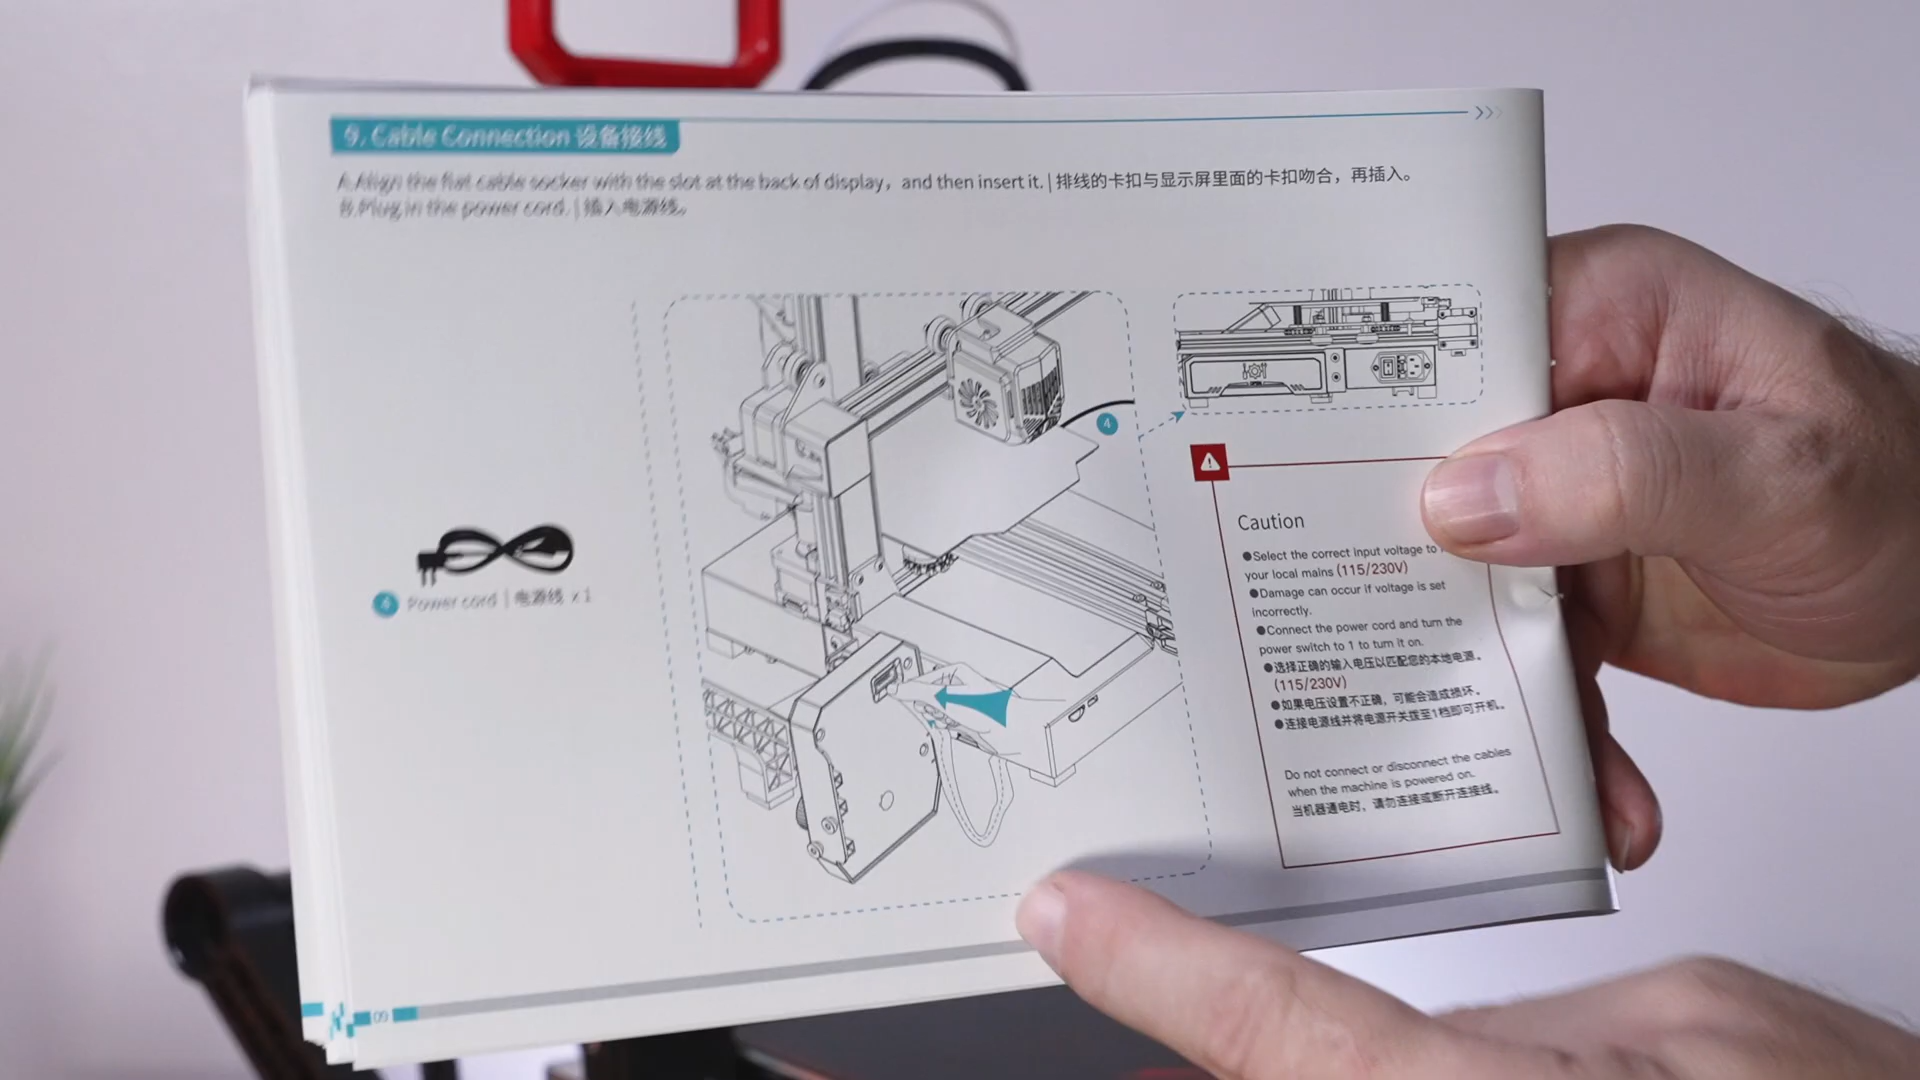 9. Cable Connection 设备接线
A.Align the flat cable socker with the slot at the back of display，and then insert it. | 排线的卡扣与显示屏里面的卡扣吻合，再插入。
B.Plug in the power cord. | 插入电源线。
4
4 Power cord | 电源线 x 1
Caution
●Select the correct input voltage to
your local mains (115/230V)
●Damage can occur if voltage is set
incorrectly.
●Connect the power cord and turn the
power switch to 1 to turn it on.
●选择正确的输入电压以匹配您的本地电源。
(115/230V)
●如果电压设置不正确，可能会造成损坏。
●连接电源线并将电源开关拨至1档即可开机。
Do not connect or disconnect the cables
when the machine is powered on.
当机器通电时，请勿连接或断开连接线。
09